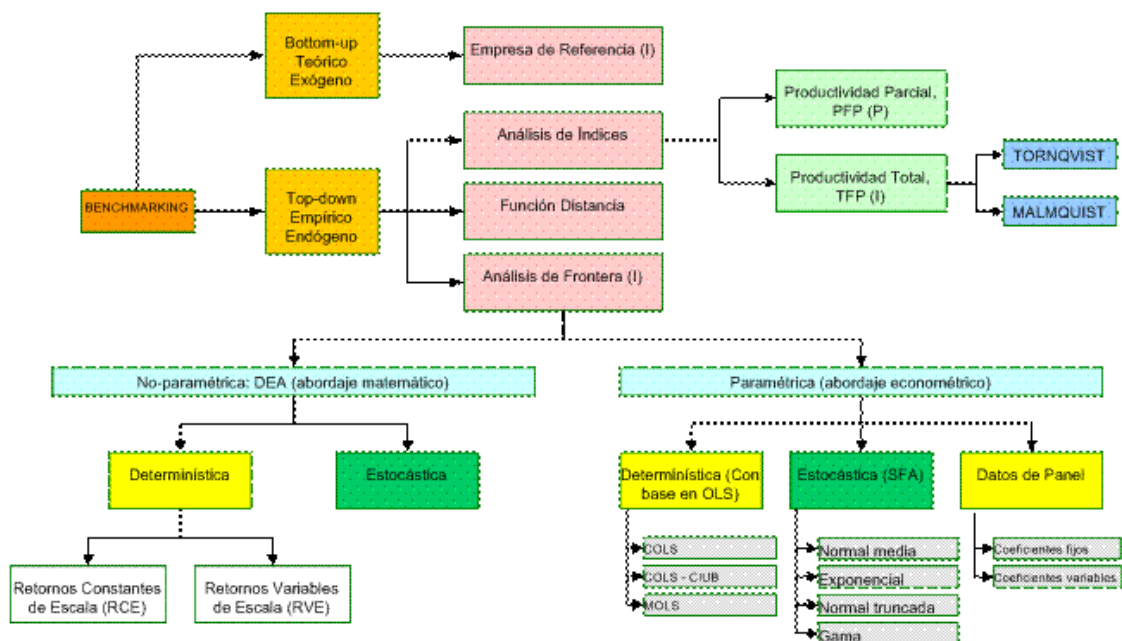 Bottom-up
Teórico
Exógeno
Empresa de Referencia (I)
Productividad Parcial,
PFP (P)
Análisis de Índices
TORNQVIST
Productividad Total,
TFP (I)
BENCHMARKING
Top-down
Empírico
Endógeno
Función Distancia
MALMQUIST
Análisis de Frontera (I)
No-paramétrica: DEA (abordaje matemático)
Paramétrica (abordaje econométrico)
Determinística
Estocástica
Determinística (Con
base en OLS)
Estocástica (SFA)
Datos de Panel
COLS
COLS - CIUB
MOLS
Normal media
Exponencial
Normal truncada
Gama
Coeficientes fijos
Coeficientes variables
Retornos Constantes
de Escala (RCE)
Retornos Variables
de Escala (RVE)